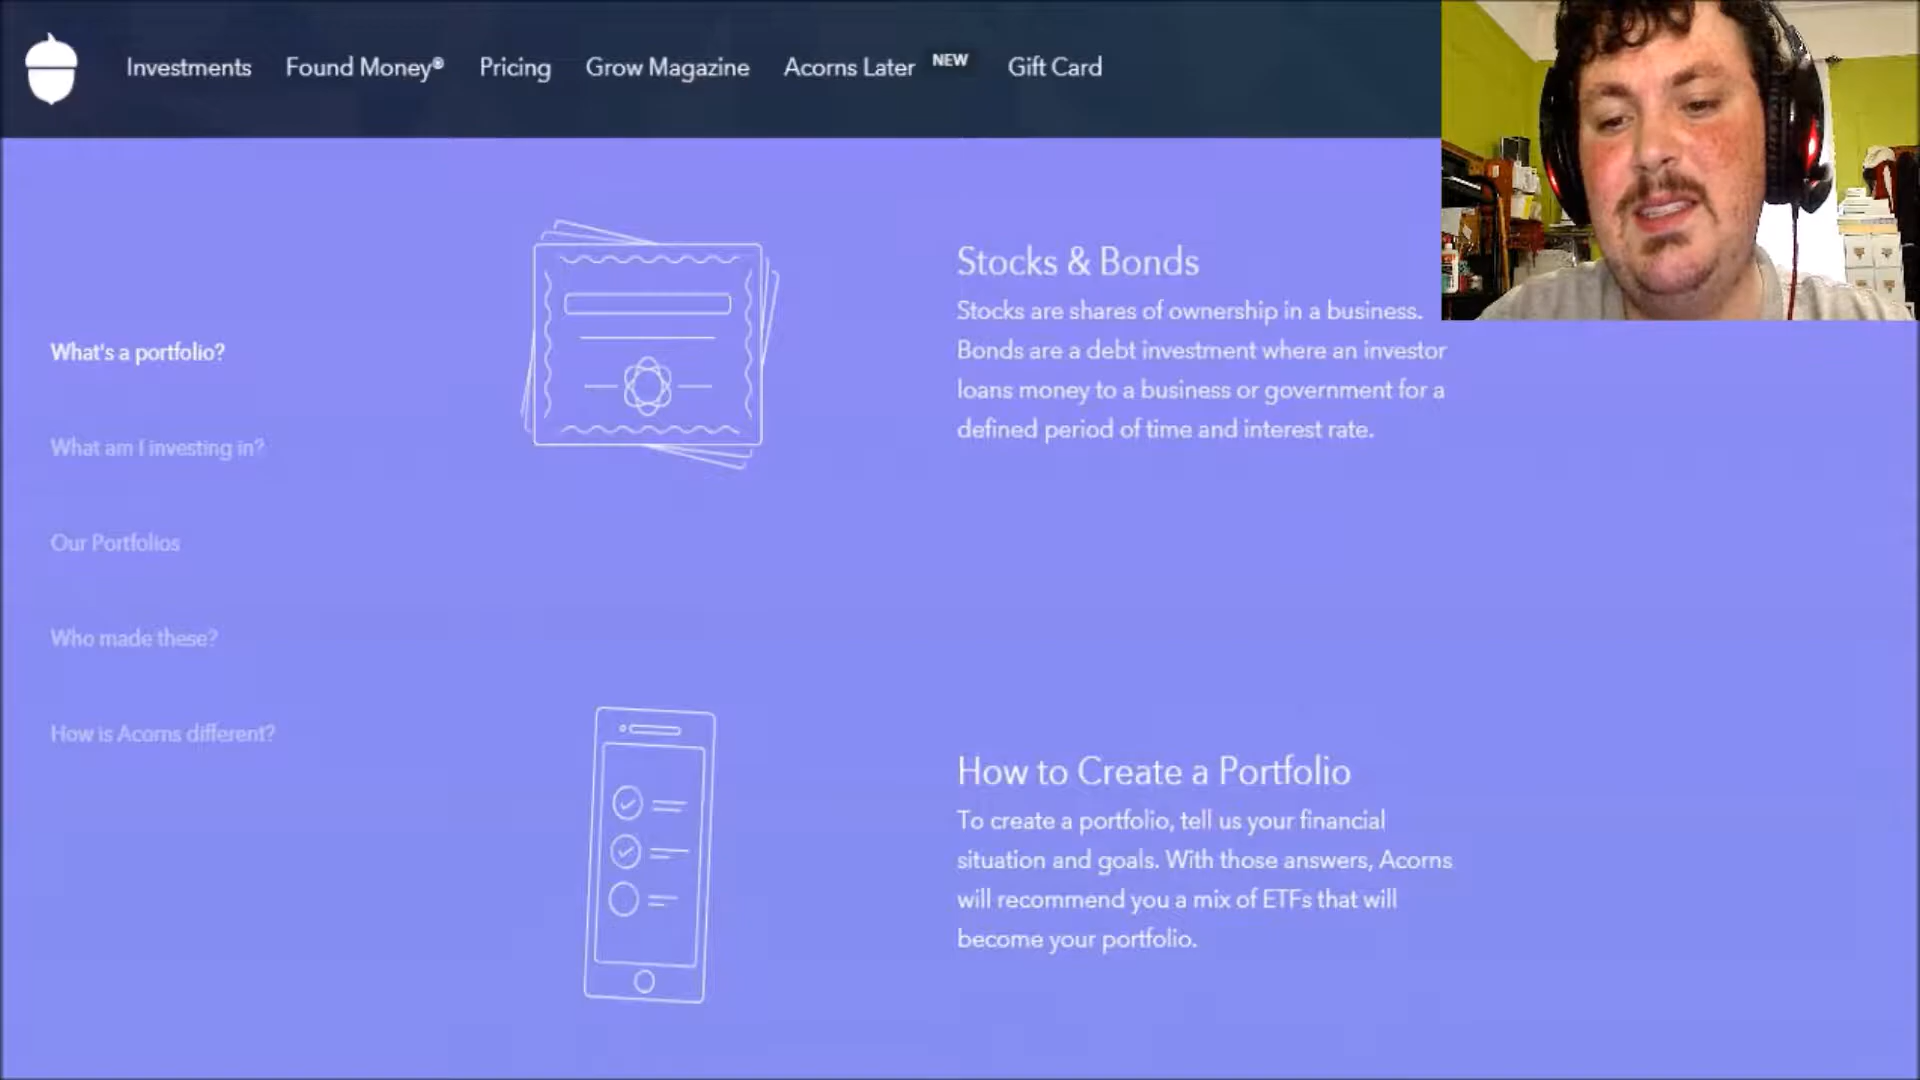 Investments
Found Money®
Pricing
Grow Magazine
Acorns Later
NEW
Gift Card
What's a portfolio?
What am I investing in?
Our Portfolios
Who made these?
How is Acorns different?
Stocks & Bonds
Stocks are shares of ownership in a business.
Bonds are a debt investment where an investor
loans money to a business or government for a
defined period of time and interest rate.
How to Create a Portfolio
To create a portfolio, tell us your financial
situation and goals. With those answers, Acorns
will recommend you a mix of ETFs that will
become your portfolio.